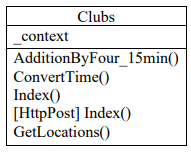 Clubs
_context
AdditionByFour_15min()
ConvertTime()
Index()
[HttpPost] Index()
GetLocations()